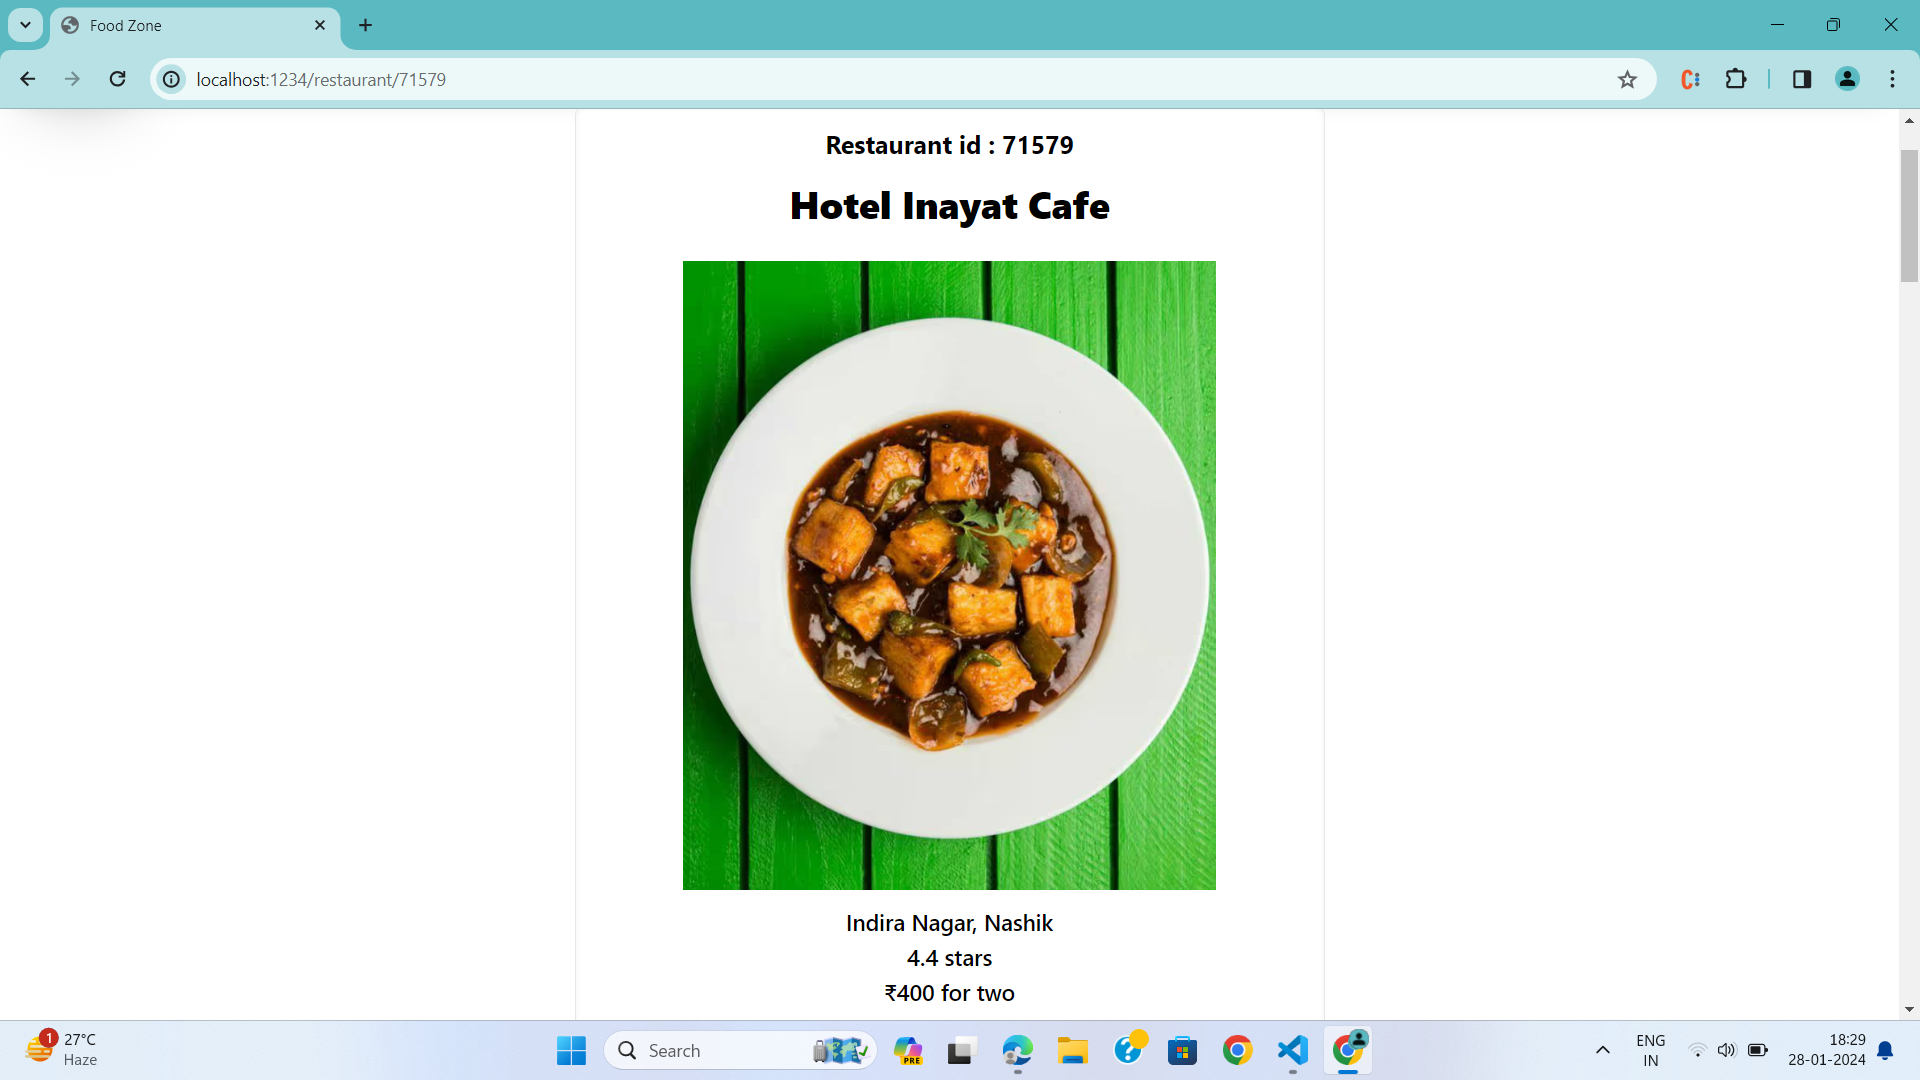 Food Zone
localhost:1234/restaurant/71579
Restaurant id : 71579
Hotel Inayat Cafe
Indira Nagar, Nashik
4.4 stars
₹400 for two
1
27°C
Haze
Search
PRE
ENG
IN
18:29
28-01-2024